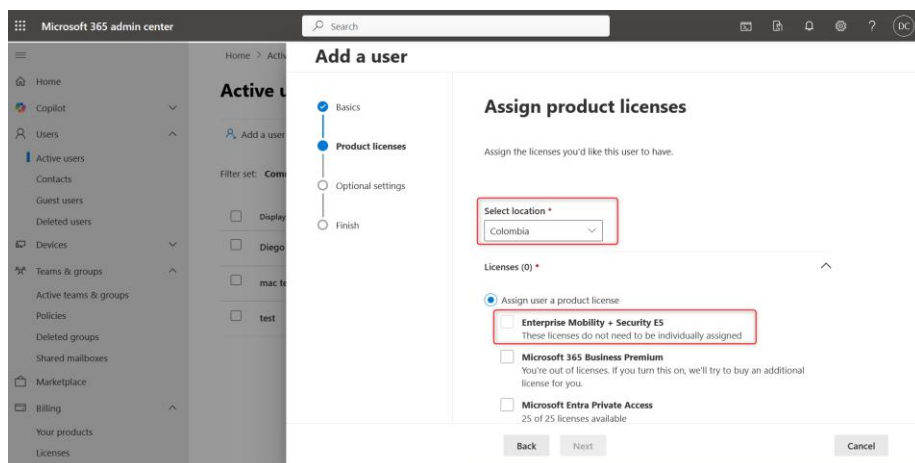 Microsoft 365 admin center
Search
DC
Home > Activ
Add a user
Home
Copilot
Users
Active users
Contacts
Guest users
Deleted users
Devices
Teams & groups
Active teams & groups
Policies
Deleted groups
Shared mailboxes
Marketplace
Billing
Your products
Licenses
Active u
Add a user
Filter set: Com
Display
Diego
mac te
test
Basics
Product licenses
Optional settings
Finish
Assign product licenses
Assign the licenses you'd like this user to have.
Select location *
Colombia
Licenses (0) *
Assign user a product license
Enterprise Mobility + Security E5
These licenses do not need to be individually assigned
Microsoft 365 Business Premium
You're out of licenses. If you turn this on, we'll try to buy an additional
license for you.
Microsoft Entra Private Access
25 of 25 licenses available
Back
Next
Cancel